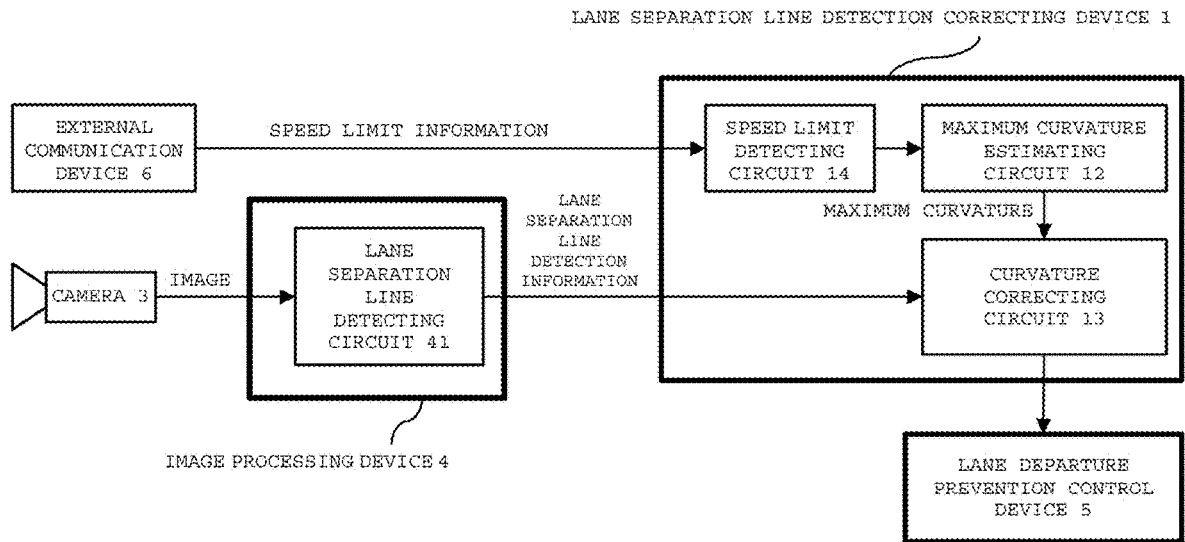 LANE SEPARATION LINE DETECTION CORRECTING DEVICE 1
EXTERNAL
COMMUNICATION
DEVICE 6
SPEED LIMIT INFORMATION
SPEED LIMIT
DETECTING
CIRCUIT 14
MAXIMUM CURVATURE
ESTIMATING
CIRCUIT 12
MAXIMUM CURVATURE
CAMERA 3
IMAGE
LANE
SEPARATION
LINE
DETECTING
CIRCUIT 41
LANE
SEPARATION
LINE
DETECTION
INFORMATION
CURVATURE
CORRECTING
CIRCUIT 13
IMAGE PROCESSING DEVICE 4
LANE DEPARTURE
PREVENTION CONTROL
DEVICE 5